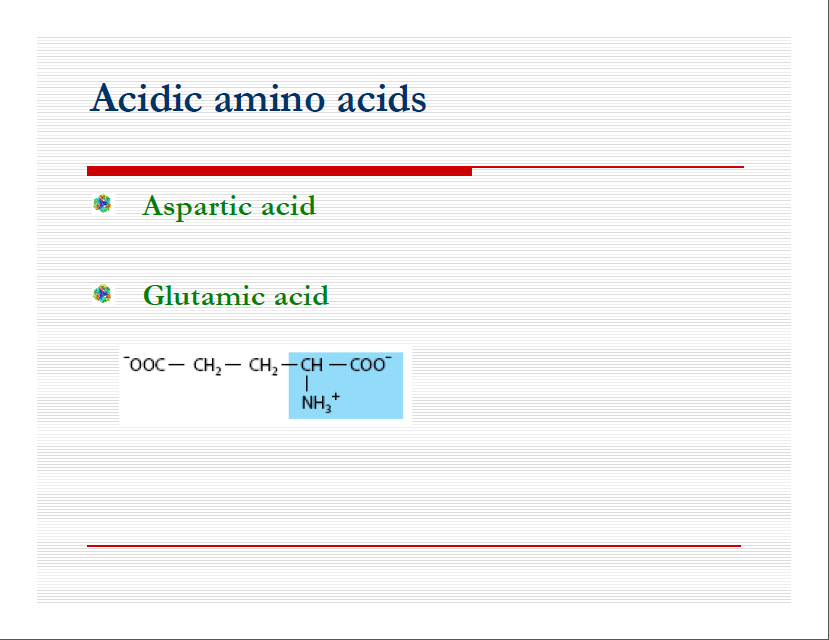 Acidic amino acids
Aspartic acid
Glutamic acid
⁻OOC — CH₂ — CH₂ — CH — COO⁻
|
NH₃⁺